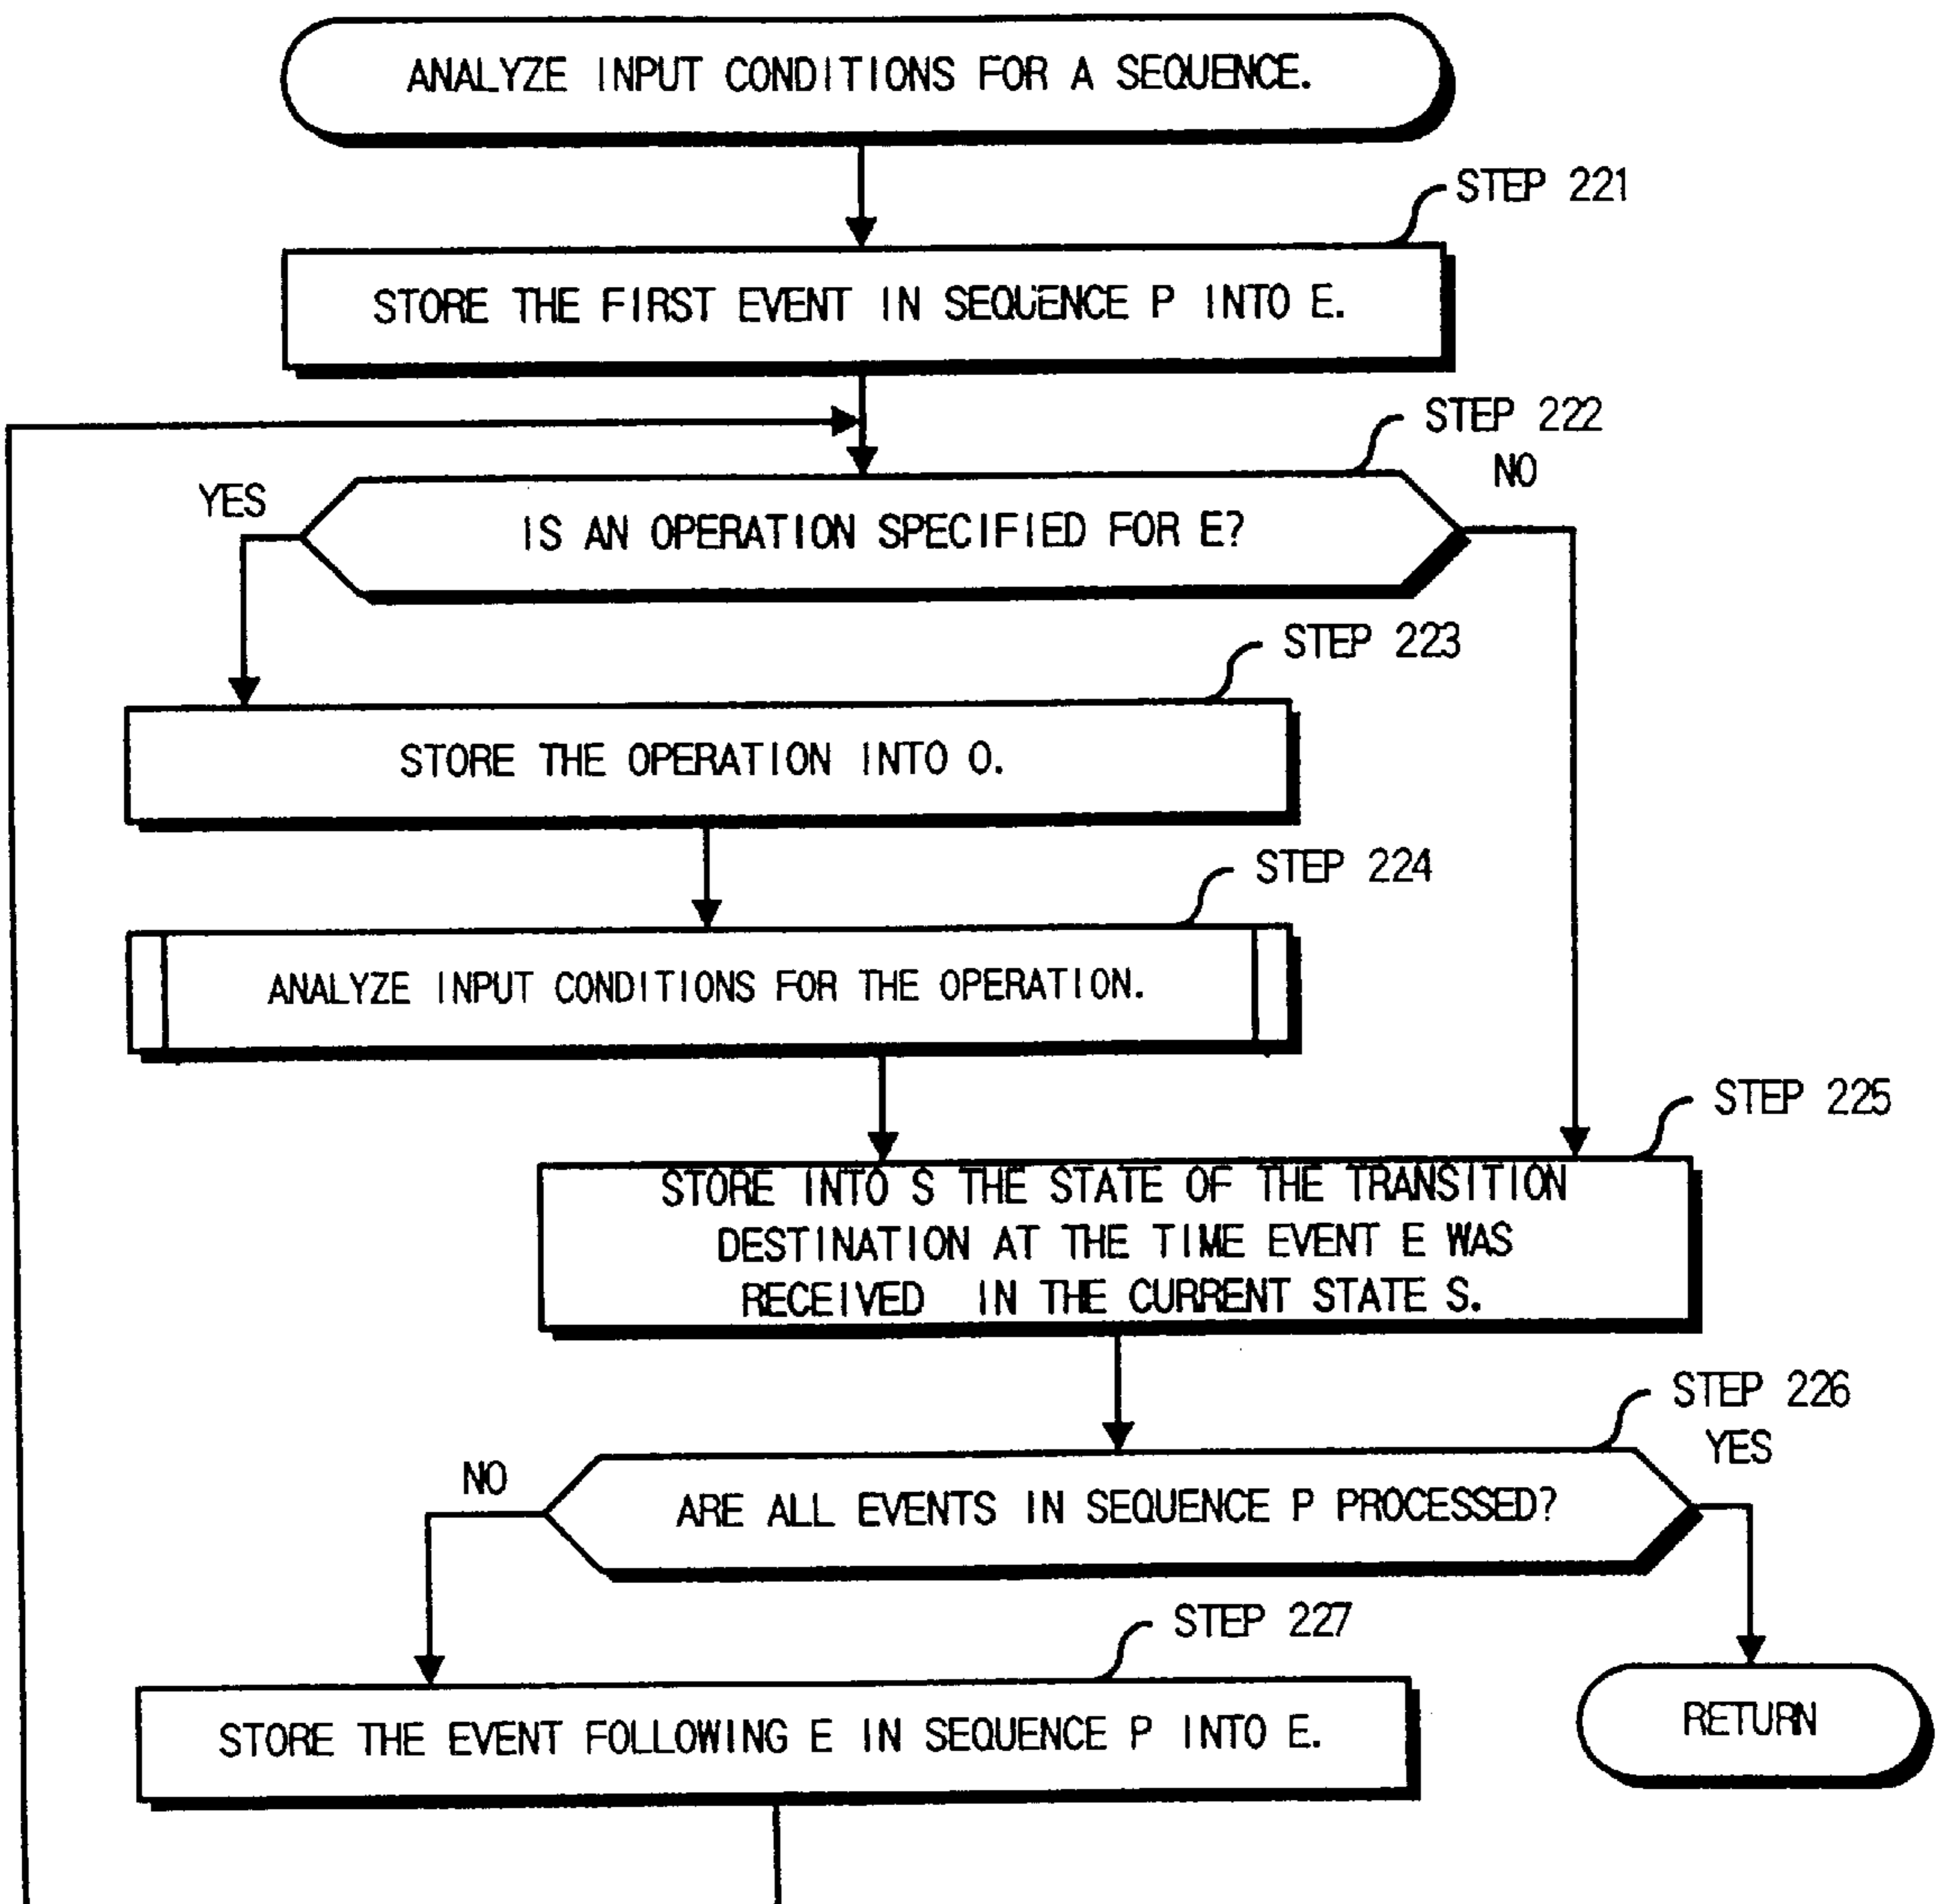 ANALYZE INPUT CONDITIONS FOR A SEQUENCE.
STEP 221
STORE THE FIRST EVENT IN SEQUENCE P INTO E.
STEP 222
YES
NO
IS AN OPERATION SPECIFIED FOR E?
STEP 223
STORE THE OPERATION INTO O.
STEP 224
ANALYZE INPUT CONDITIONS FOR THE OPERATION.
STEP 225
STORE INTO S THE STATE OF THE TRANSITION
DESTINATION AT THE TIME EVENT E WAS
RECEIVED IN THE CURRENT STATE S.
STEP 226
NO
YES
ARE ALL EVENTS IN SEQUENCE P PROCESSED?
STEP 227
STORE THE EVENT FOLLOWING E IN SEQUENCE P INTO E.
RETURN